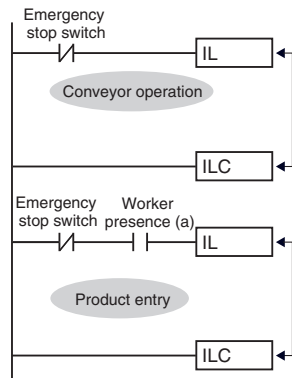 Emergency
stop switch
IL
Conveyor operation
ILC
Emergency Worker
stop switch presence (a)
IL
Product entry
ILC